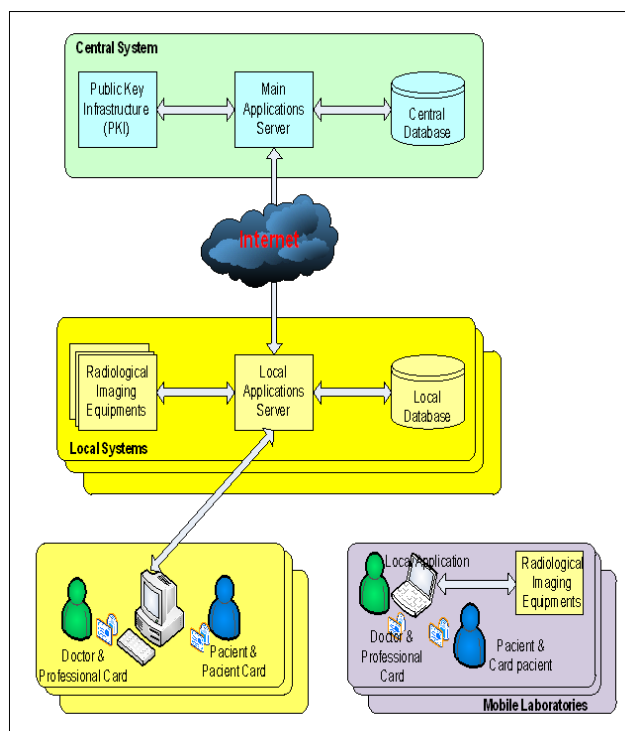 Central System
Public Key
Infrastructure
(PKI)
Main
Applications
Server
Central
Database
Internet
Radiological
Imaging
Equipments
Local
Applications
Server
Local
Database
Local Systems
Doctor &
Professional Card
Pacient &
Pacient Card
Local Application
Radiological
Imaging
Equipments
Doctor &
Professional
Card
Pacient &
Card pacient
Mobile Laboratories